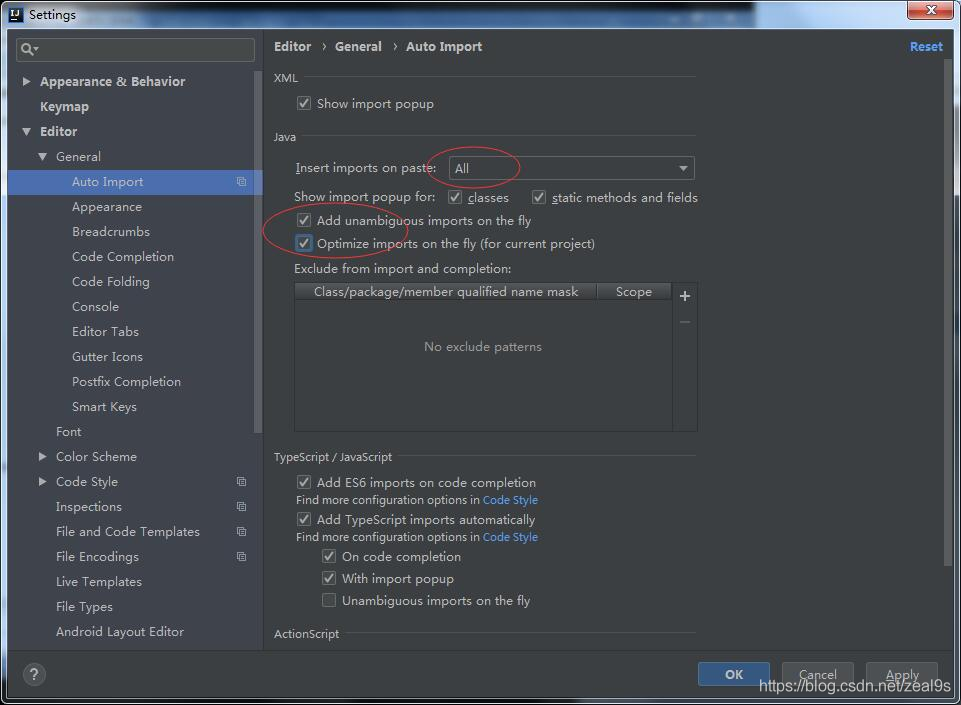 Settings
Editor › General › Auto Import
Reset
Appearance & Behavior
Keymap
Editor
General
Auto Import
Appearance
Breadcrumbs
Code Completion
Code Folding
Console
Editor Tabs
Gutter Icons
Postfix Completion
Smart Keys
Font
Color Scheme
Code Style
Inspections
File and Code Templates
File Encodings
Live Templates
File Types
Android Layout Editor
XML
Show import popup
Java
Insert imports on paste: All
Show import popup for: classes static methods and fields
Add unambiguous imports on the fly
Optimize imports on the fly (for current project)
Exclude from import and completion:
Class/package/member qualified name mask Scope
No exclude patterns
TypeScript / JavaScript
Add ES6 imports on code completion
Find more configuration options in Code Style
Add TypeScript imports automatically
Find more configuration options in Code Style
On code completion
With import popup
Unambiguous imports on the fly
ActionScript
?
OK Cancel Apply
https://blog.csdn.net/zeal9s